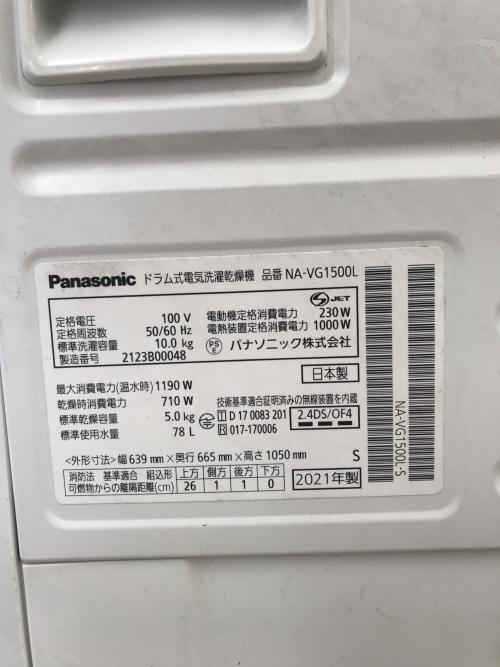 Panasonic ドラム式電気洗濯乾燥機 品番 NA-VG1500L
S JET
定格電圧 100 V
定格周波数 50/60 Hz
標準洗濯容量 10.0 kg
製造番号 2123B00048
電動機定格消費電力 230 W
電熱装置定格消費電力 1000 W
PS E パナソニック株式会社
日本製
最大消費電力(温水時) 1190 W
乾燥時消費電力 710 W
標準乾燥容量 5.0 kg
標準使用水量 78 L
技術基準適合証明済みの無線装置を内蔵
T D 17 0083 201
R 017-170006
2.4DS/OF4
<外形寸法> 幅 639 mm × 奥行 665 mm × 高さ 1050 mm S
消防法 基準適合 組込形 上方 側方 後方 下方
可燃物からの離隔距離(cm) 26 1 1 0
2021年製
NA-VG1500L-S